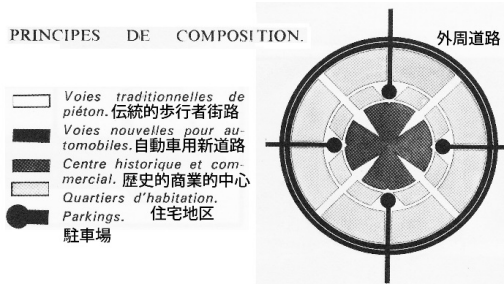 PRINCIPES DE COMPOSITION.
外周道路
Voies traditionnelles de
piéton. 伝統的歩行者街路
Voies nouvelles pour au-
tomobiles. 自動車用新道路
Centre historique et com-
mercial. 歴史的商業的中心
Quartiers d'habitation.
Parkings. 住宅地区
駐車場